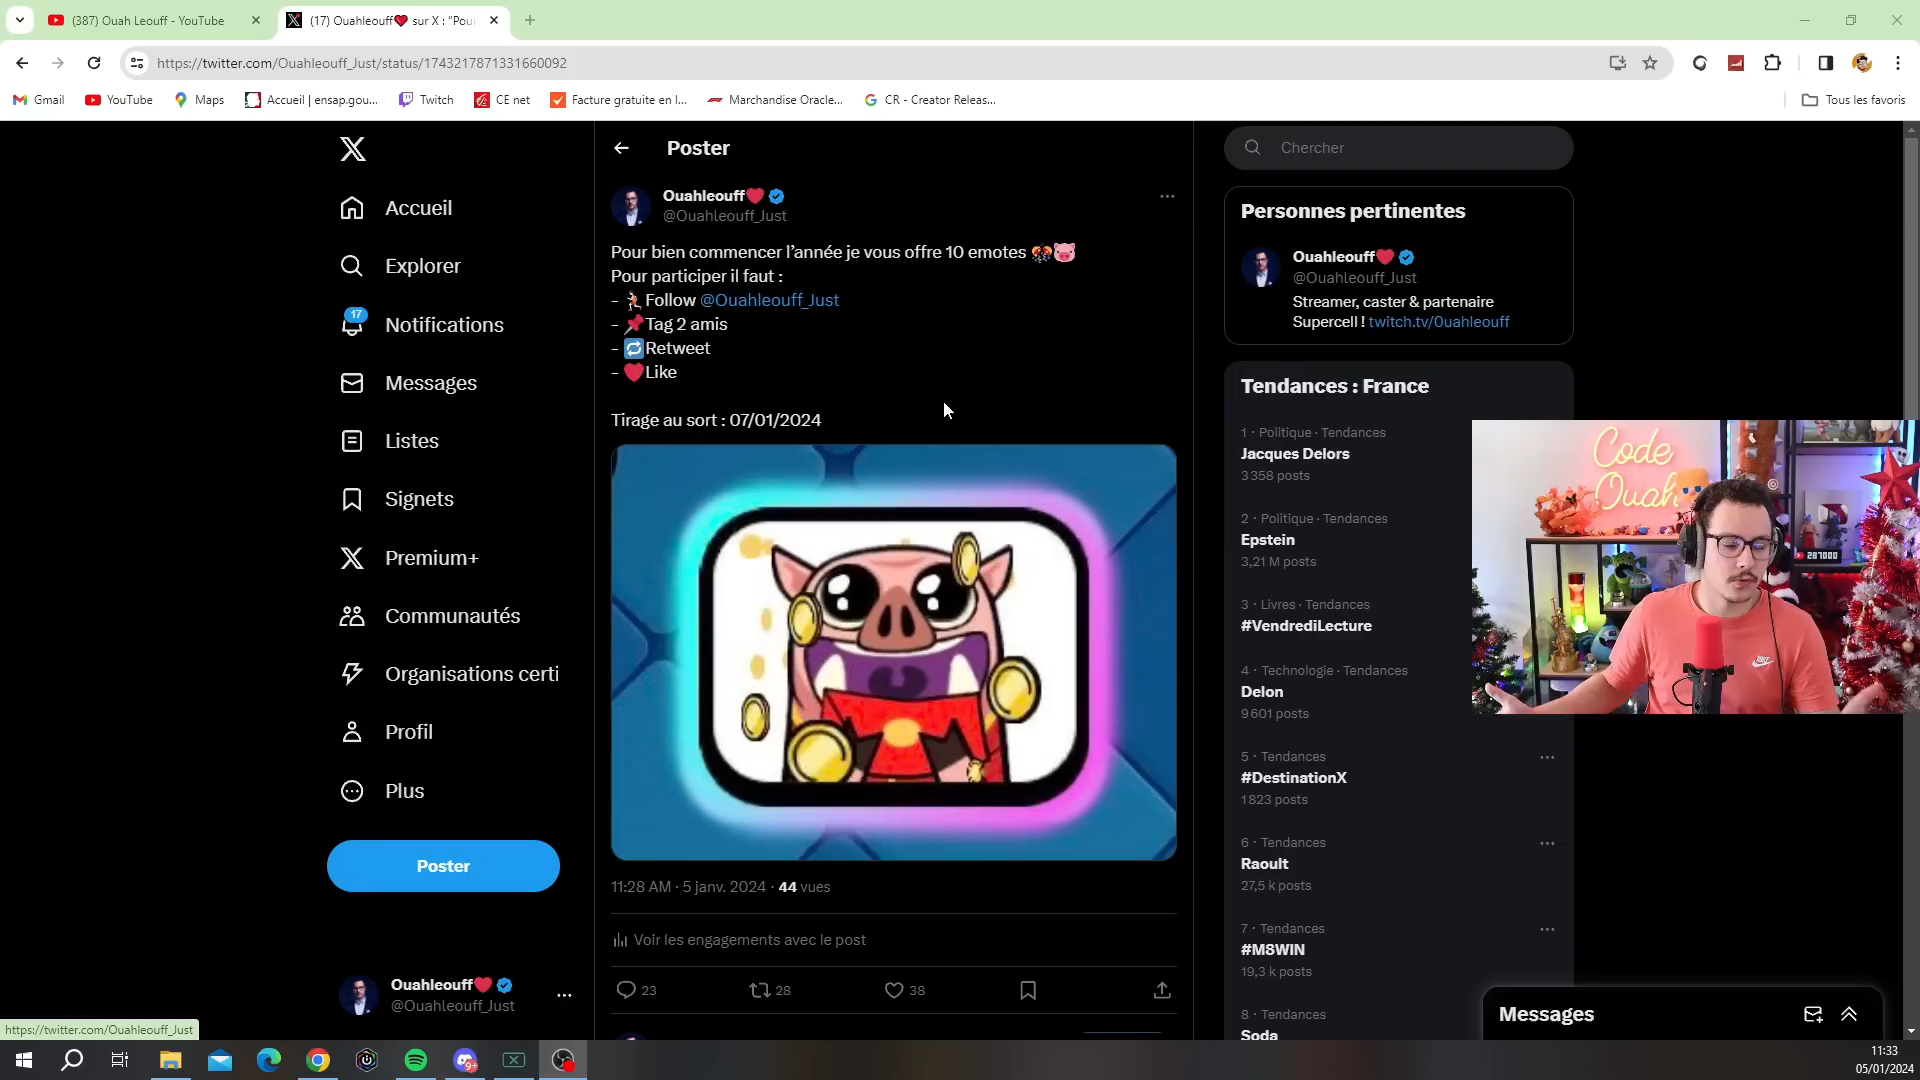 (387) Ouah Leouff - YouTube
(17) Ouahleouff❤️ sur X : "Pou
https://twitter.com/Ouahleouff_Just/status/1743217871331660092
Gmail
YouTube
Maps
Accueil | ensap.gou...
Twitch
CE net
Facture gratuite en l...
Marchandise Oracle...
CR - Creator Releas...
Tous les favoris
Accueil
Explorer
17
Notifications
Messages
Listes
Signets
Premium+
Communautés
Organisations certi
Profil
Plus
Poster
Ouahleouff❤️
@Ouahleouff_Just
https://twitter.com/Ouahleouff_Just
Poster
Ouahleouff❤️
@Ouahleouff_Just
Pour bien commencer l’année je vous offre 10 emotes 🎊🐷
Pour participer il faut :
- 🏃Follow @Ouahleouff_Just
- 📌Tag 2 amis
- 🔁Retweet
- ❤️Like
Tirage au sort : 07/01/2024
11:28 AM · 5 janv. 2024 · 44 vues
Voir les engagements avec le post
23
28
38
Chercher
Personnes pertinentes
Ouahleouff❤️
@Ouahleouff_Just
Streamer, caster & partenaire
Supercell ! twitch.tv/0uahleouff
Tendances : France
1 · Politique · Tendances
Jacques Delors
3 358 posts
2 · Politique · Tendances
Epstein
3,21 M posts
3 · Livres · Tendances
#VendrediLecture
4 · Technologie · Tendances
Delon
9 601 posts
5 · Tendances
#DestinationX
1 823 posts
6 · Tendances
Raoult
27,5 k posts
7 · Tendances
#M8WIN
19,3 k posts
8 · Tendances
Soda
Code
Ouah
287000
Messages
9+
11:33
05/01/2024